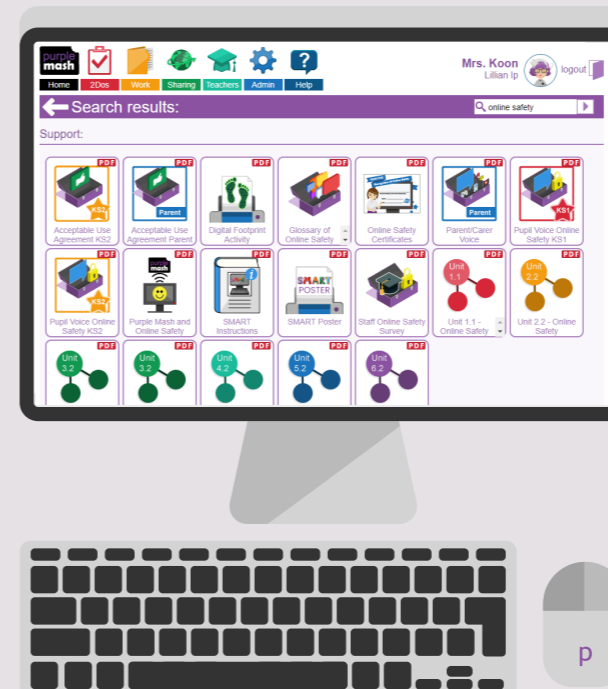 purple
mash
Home
2Dos
Work
Sharing
Teachers
Admin
Help
Mrs. Koon
Lillian Ip
logout
Search results:
online safety
Support:
PDF
KS2
Acceptable Use
Agreement KS2
PDF
Parent
Acceptable Use
Agreement Parent
PDF
Digital Footprint
Activity
PDF
Glossary of
Online Safety
PDF
Online Safety
Certificates
PDF
Parent
Parent/Carer
Voice
PDF
KS1
Pupil Voice Online
Safety KS1
PDF
KS2
Pupil Voice Online
Safety KS2
PDF
purple
mash
Purple Mash and
Online Safety
PDF
SMART
Instructions
PDF
SMART
POSTER
SMART Poster
PDF
Staff Online Safety
Survey
PDF
Unit
1.1
Unit 1.1 -
Online Safety
PDF
Unit
2.2
Unit 2.2 - Online
Safety
PDF
Unit
3.2
PDF
Unit
3.2
PDF
Unit
4.2
PDF
Unit
5.2
PDF
Unit
6.2
p